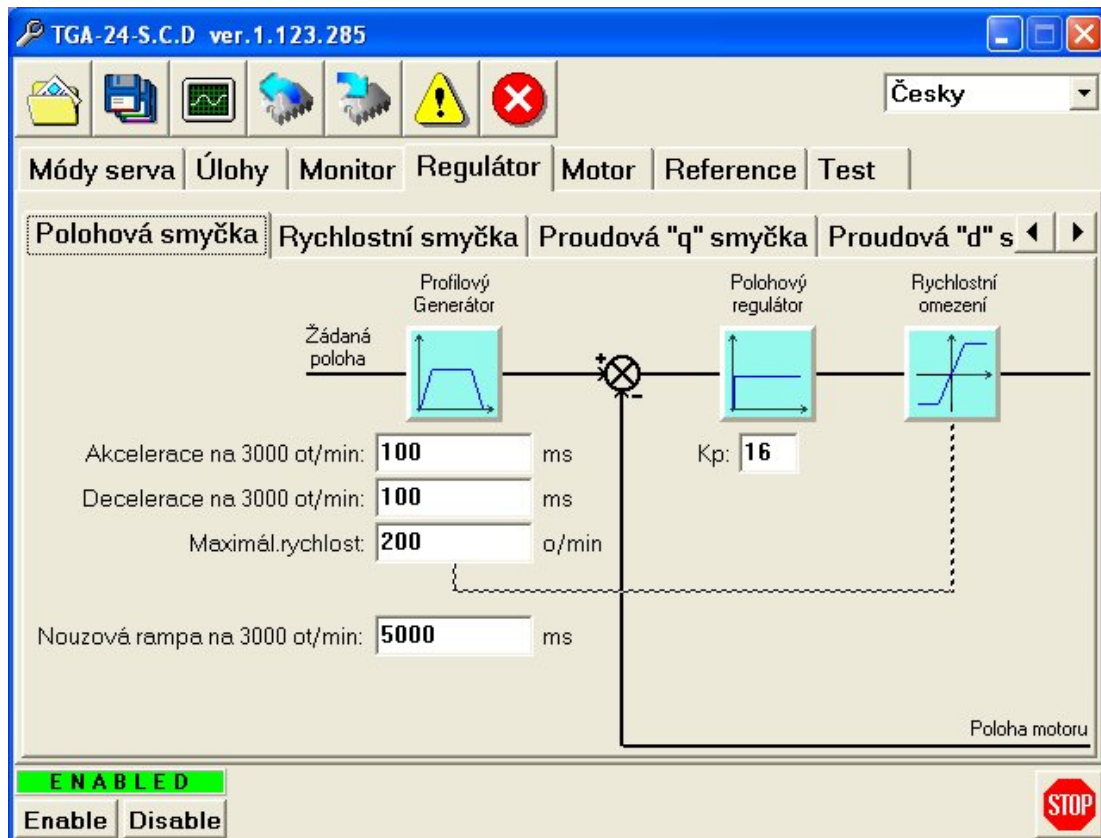 TGA-24-S.C.D ver.1.123.285
Česky
Módy serva Úlohy Monitor Regulátor Motor Reference Test
Polohová smyčka Rychlostní smyčka Proudová "q" smyčka Proudová "d" s
Profilový
Generátor
Polohový
regulátor
Rychlostní
omezení
Žádaná
poloha
+
-
Akcelerace na 3000 ot/min: 100 ms
Kp: 16
Decelerace na 3000 ot/min: 100 ms
Maximál.rychlost: 200 o/min
Nouzová rampa na 3000 ot/min: 5000 ms
Poloha motoru
ENABLED
Enable Disable
STOP